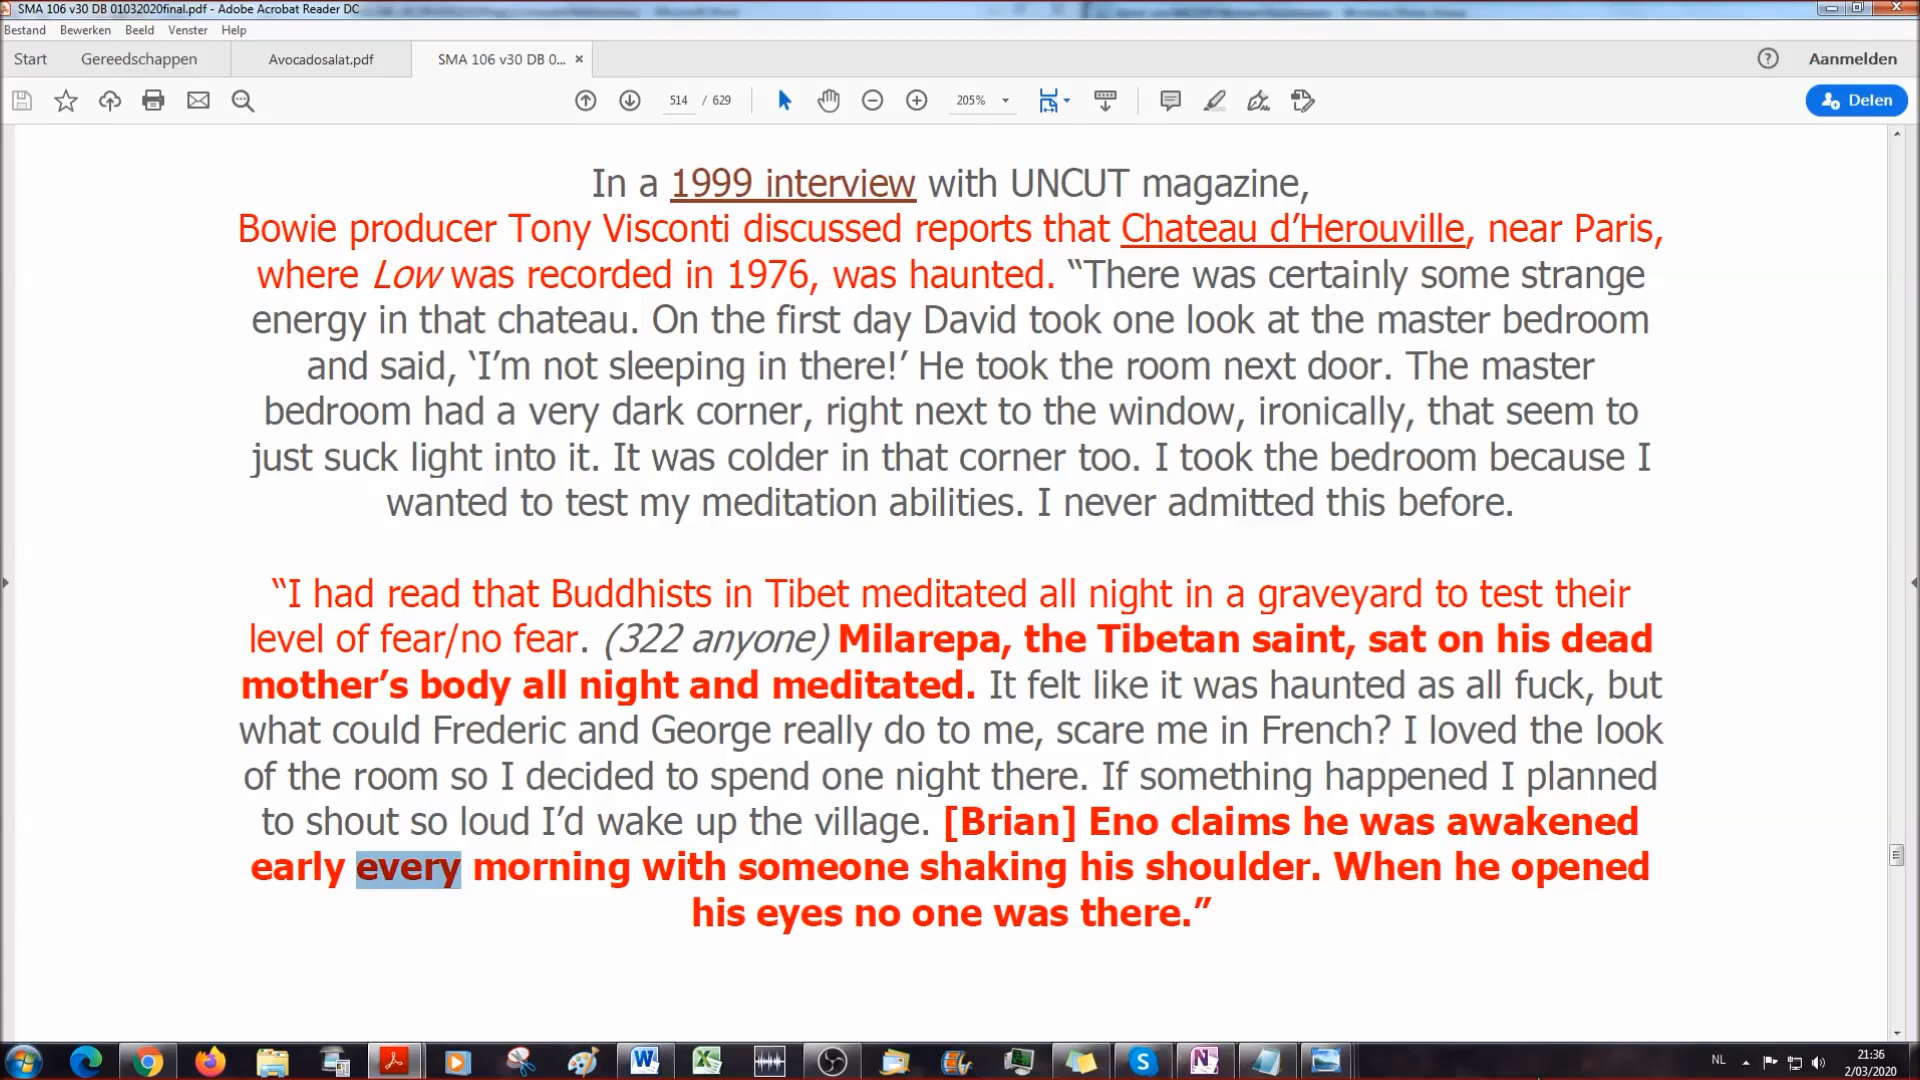 SMA 106 v30 DB 01032020final.pdf - Adobe Acrobat Reader DC
Bestand Bewerken Beeld Venster Help
Start Gereedschappen Avocadosalat.pdf SMA 106 v30 DB 0... × Aanmelden
514 / 629 205% Delen
In a 1999 interview with UNCUT magazine,
Bowie producer Tony Visconti discussed reports that Chateau d’Herouville, near Paris,
where Low was recorded in 1976, was haunted. “There was certainly some strange
energy in that chateau. On the first day David took one look at the master bedroom
and said, ‘I’m not sleeping in there!’ He took the room next door. The master
bedroom had a very dark corner, right next to the window, ironically, that seem to
just suck light into it. It was colder in that corner too. I took the bedroom because I
wanted to test my meditation abilities. I never admitted this before.
“I had read that Buddhists in Tibet meditated all night in a graveyard to test their
level of fear/no fear. (322 anyone) Milarepa, the Tibetan saint, sat on his dead
mother’s body all night and meditated. It felt like it was haunted as all fuck, but
what could Frederic and George really do to me, scare me in French? I loved the look
of the room so I decided to spend one night there. If something happened I planned
to shout so loud I’d wake up the village. [Brian] Eno claims he was awakened
early every morning with someone shaking his shoulder. When he opened
his eyes no one was there.”
NL 21:36
2/03/2020